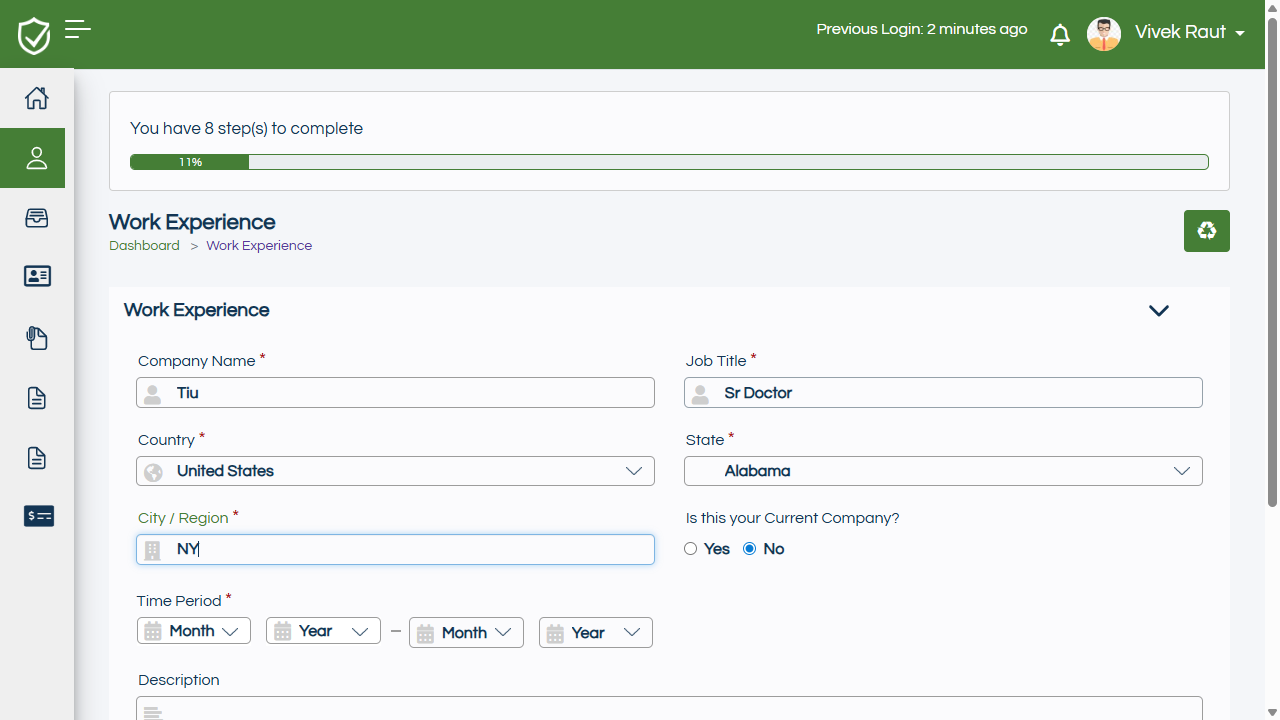 Previous Login: 2 minutes ago
Vivek Raut
You have 8 step(s) to complete
11%
Work Experience
Dashboard > Work Experience
Work Experience
Company Name * Job Title *
Tiu Sr Doctor
Country * State *
United States Alabama
City / Region * Is this your Current Company?
NY Yes No
Time Period *
Month Year – Month Year
Description